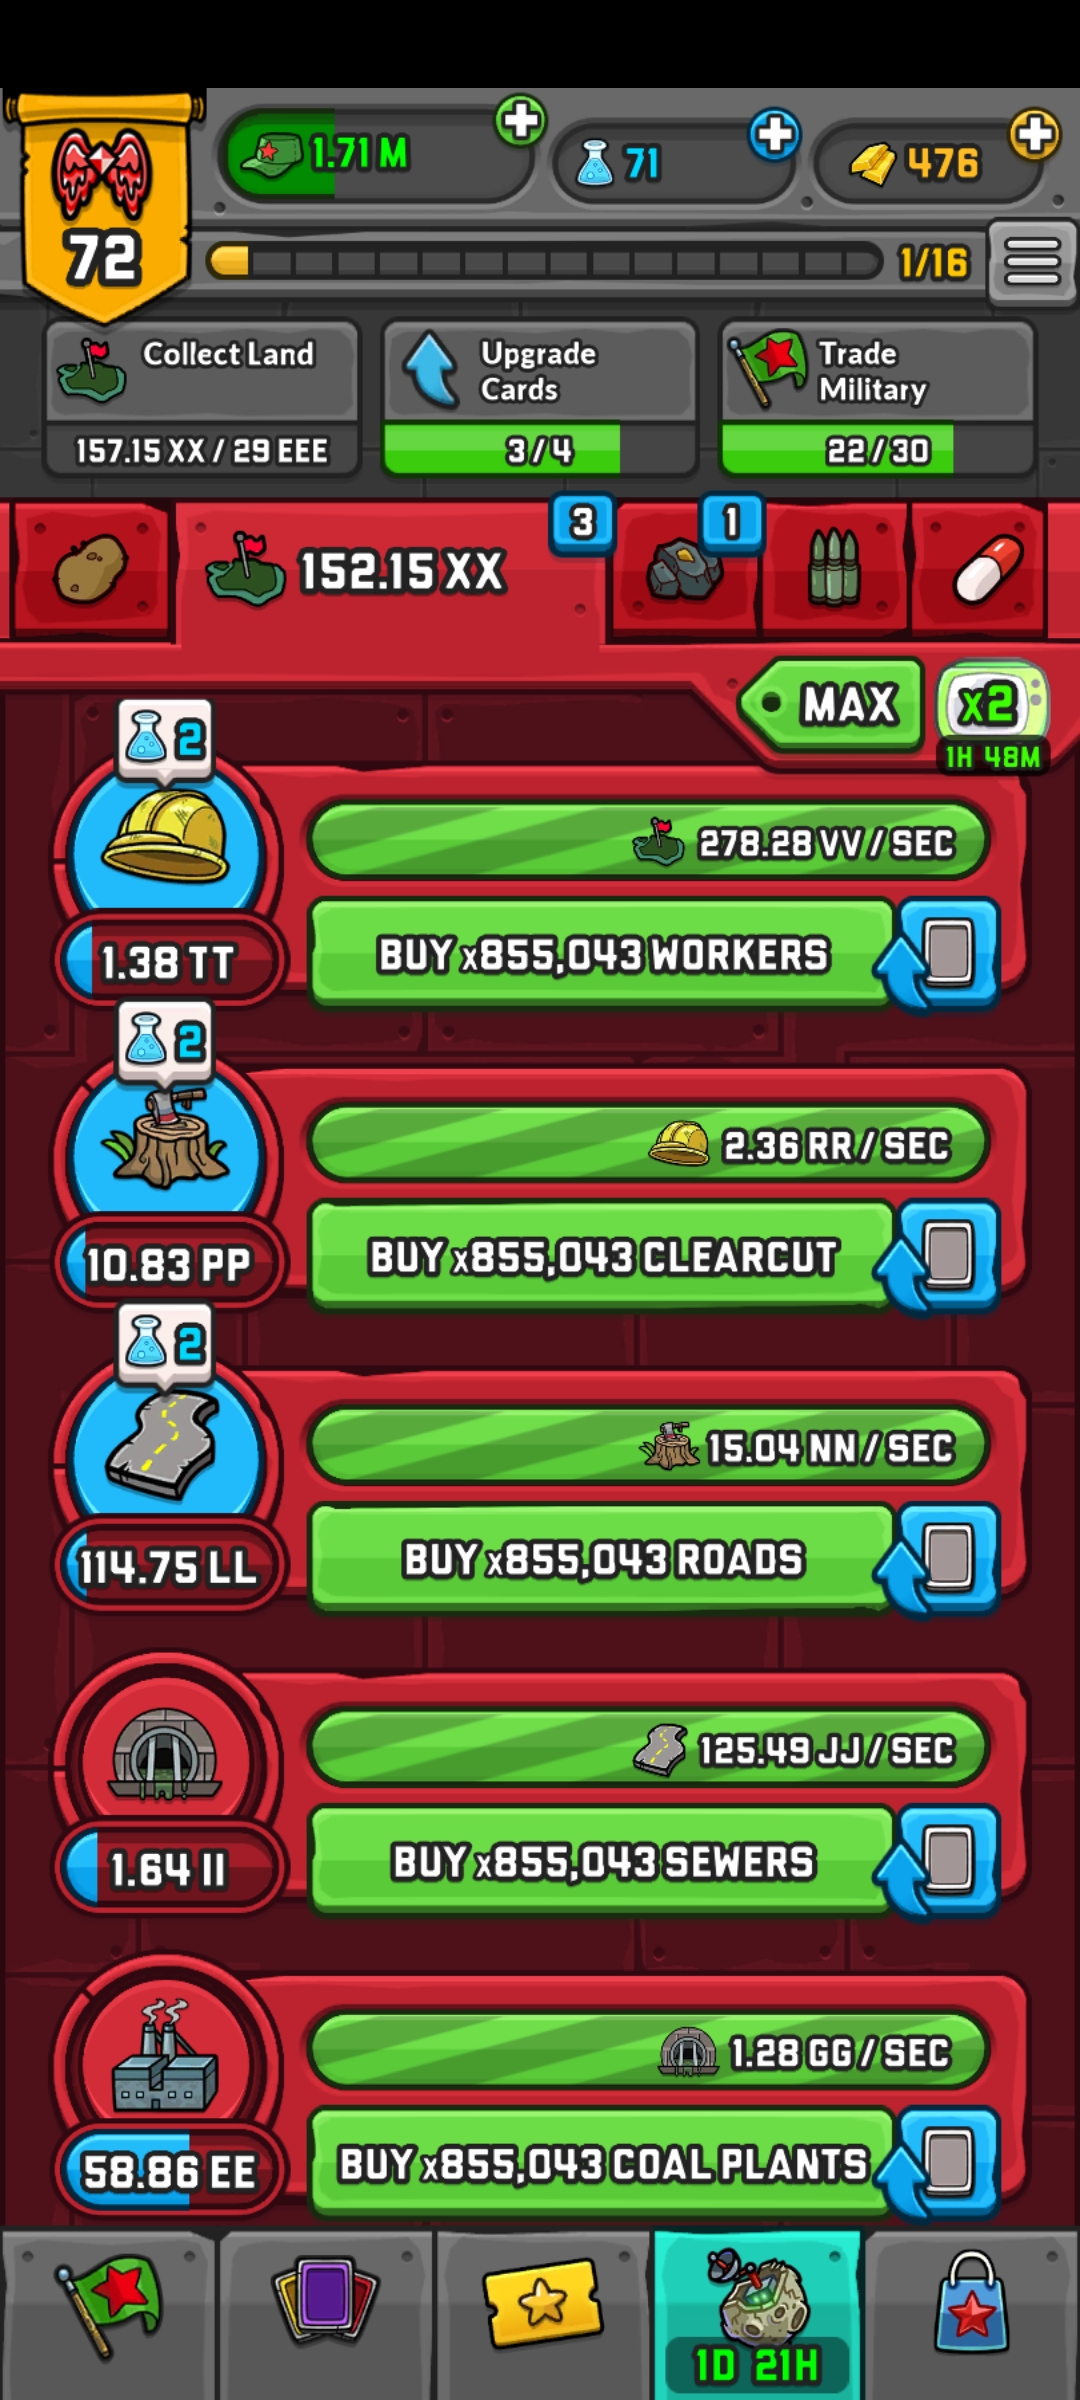 1.71 M
71
476
72
1/16
Collect Land
157.15 XX / 29 EEE
Upgrade
Cards
3/4
Trade
Military
22/30
152.15 XX
3
1
MAX
x2
1H 48M
2
278.28 VV / SEC
1.38 TT
BUY x855,043 WORKERS
2
2.36 RR / SEC
10.83 PP
BUY x855,043 CLEARCUT
2
15.04 NN / SEC
114.75 LL
BUY x855,043 ROADS
125.49 JJ / SEC
1.64 II
BUY x855,043 SEWERS
1.28 GG / SEC
58.86 EE
BUY x855,043 COAL PLANTS
1D 21H